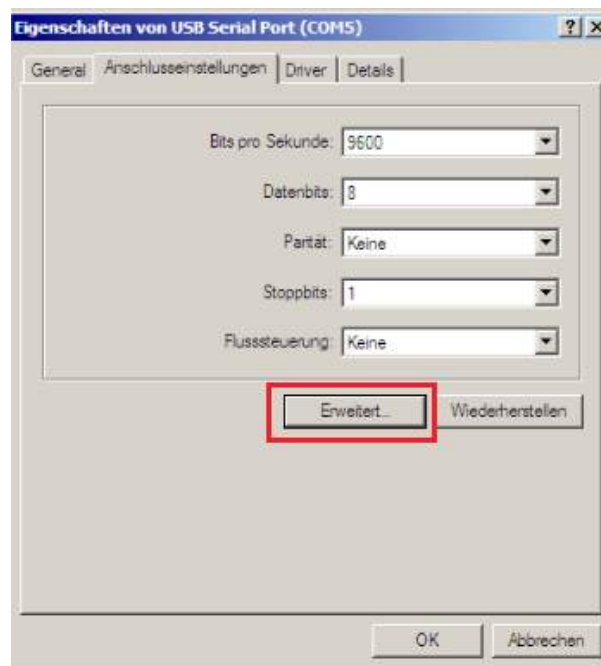 Eigenschaften von USB Serial Port (COM5)
General Anschlusseinstellungen Driver Details
Bits pro Sekunde: 9600
Datenbits: 8
Parität: Keine
Stoppbits: 1
Flusssteuerung: Keine
Erweitert... Wiederherstellen
OK Abbrechen